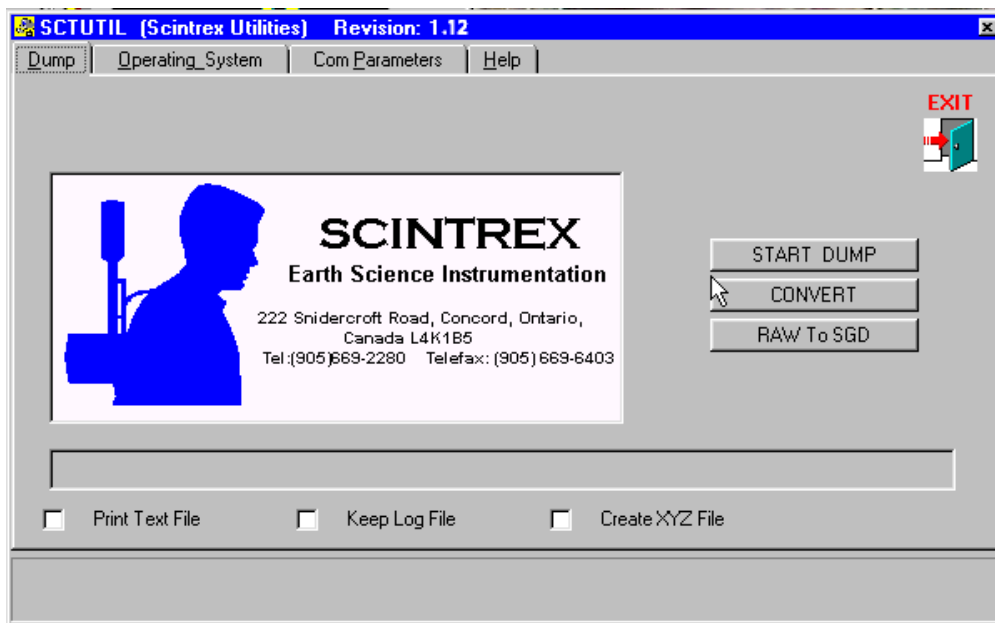 SCTUTIL (Scintrex Utilities) Revision: 1.12
Dump Operating_System Com Parameters Help
EXIT
SCINTREX
Earth Science Instrumentation
222 Snidercroft Road, Concord, Ontario,
Canada L4K1B5
Tel:(905)669-2280 Telefax: (905) 669-6403
START DUMP
CONVERT
RAW To SGD
Print Text File Keep Log File Create XYZ File